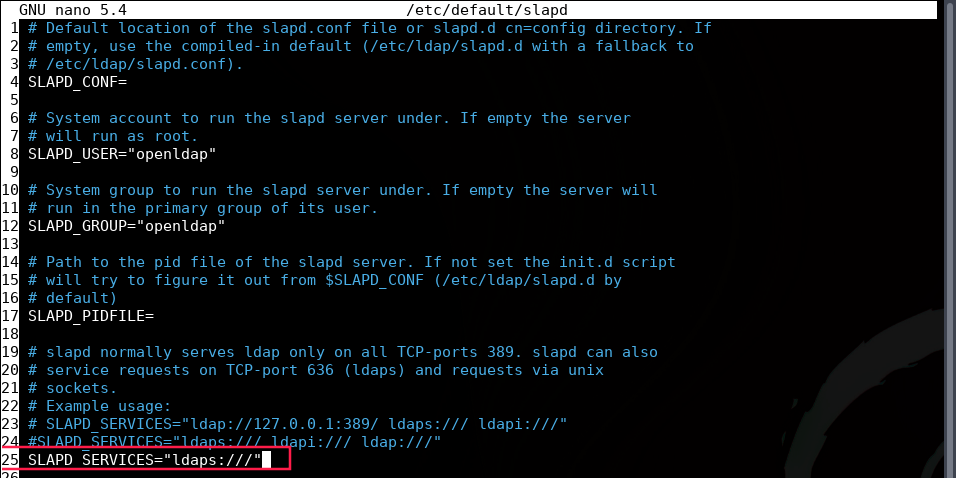 GNU nano 5.4 /etc/default/slapd
1 # Default location of the slapd.conf file or slapd.d cn=config directory. If
2 # empty, use the compiled-in default (/etc/ldap/slapd.d with a fallback to
3 # /etc/ldap/slapd.conf).
4 SLAPD_CONF=
5
6 # System account to run the slapd server under. If empty the server
7 # will run as root.
8 SLAPD_USER="openldap"
9
10 # System group to run the slapd server under. If empty the server will
11 # run in the primary group of its user.
12 SLAPD_GROUP="openldap"
13
14 # Path to the pid file of the slapd server. If not set the init.d script
15 # will try to figure it out from $SLAPD_CONF (/etc/ldap/slapd.d by
16 # default)
17 SLAPD_PIDFILE=
18
19 # slapd normally serves ldap only on all TCP-ports 389. slapd can also
20 # service requests on TCP-port 636 (ldaps) and requests via unix
21 # sockets.
22 # Example usage:
23 # SLAPD_SERVICES="ldap://127.0.0.1:389/ ldaps:/// ldapi:///"
24 #SLAPD_SERVICES="ldaps:/// ldapi:/// ldap:///"
25 SLAPD_SERVICES="ldaps:///"
26